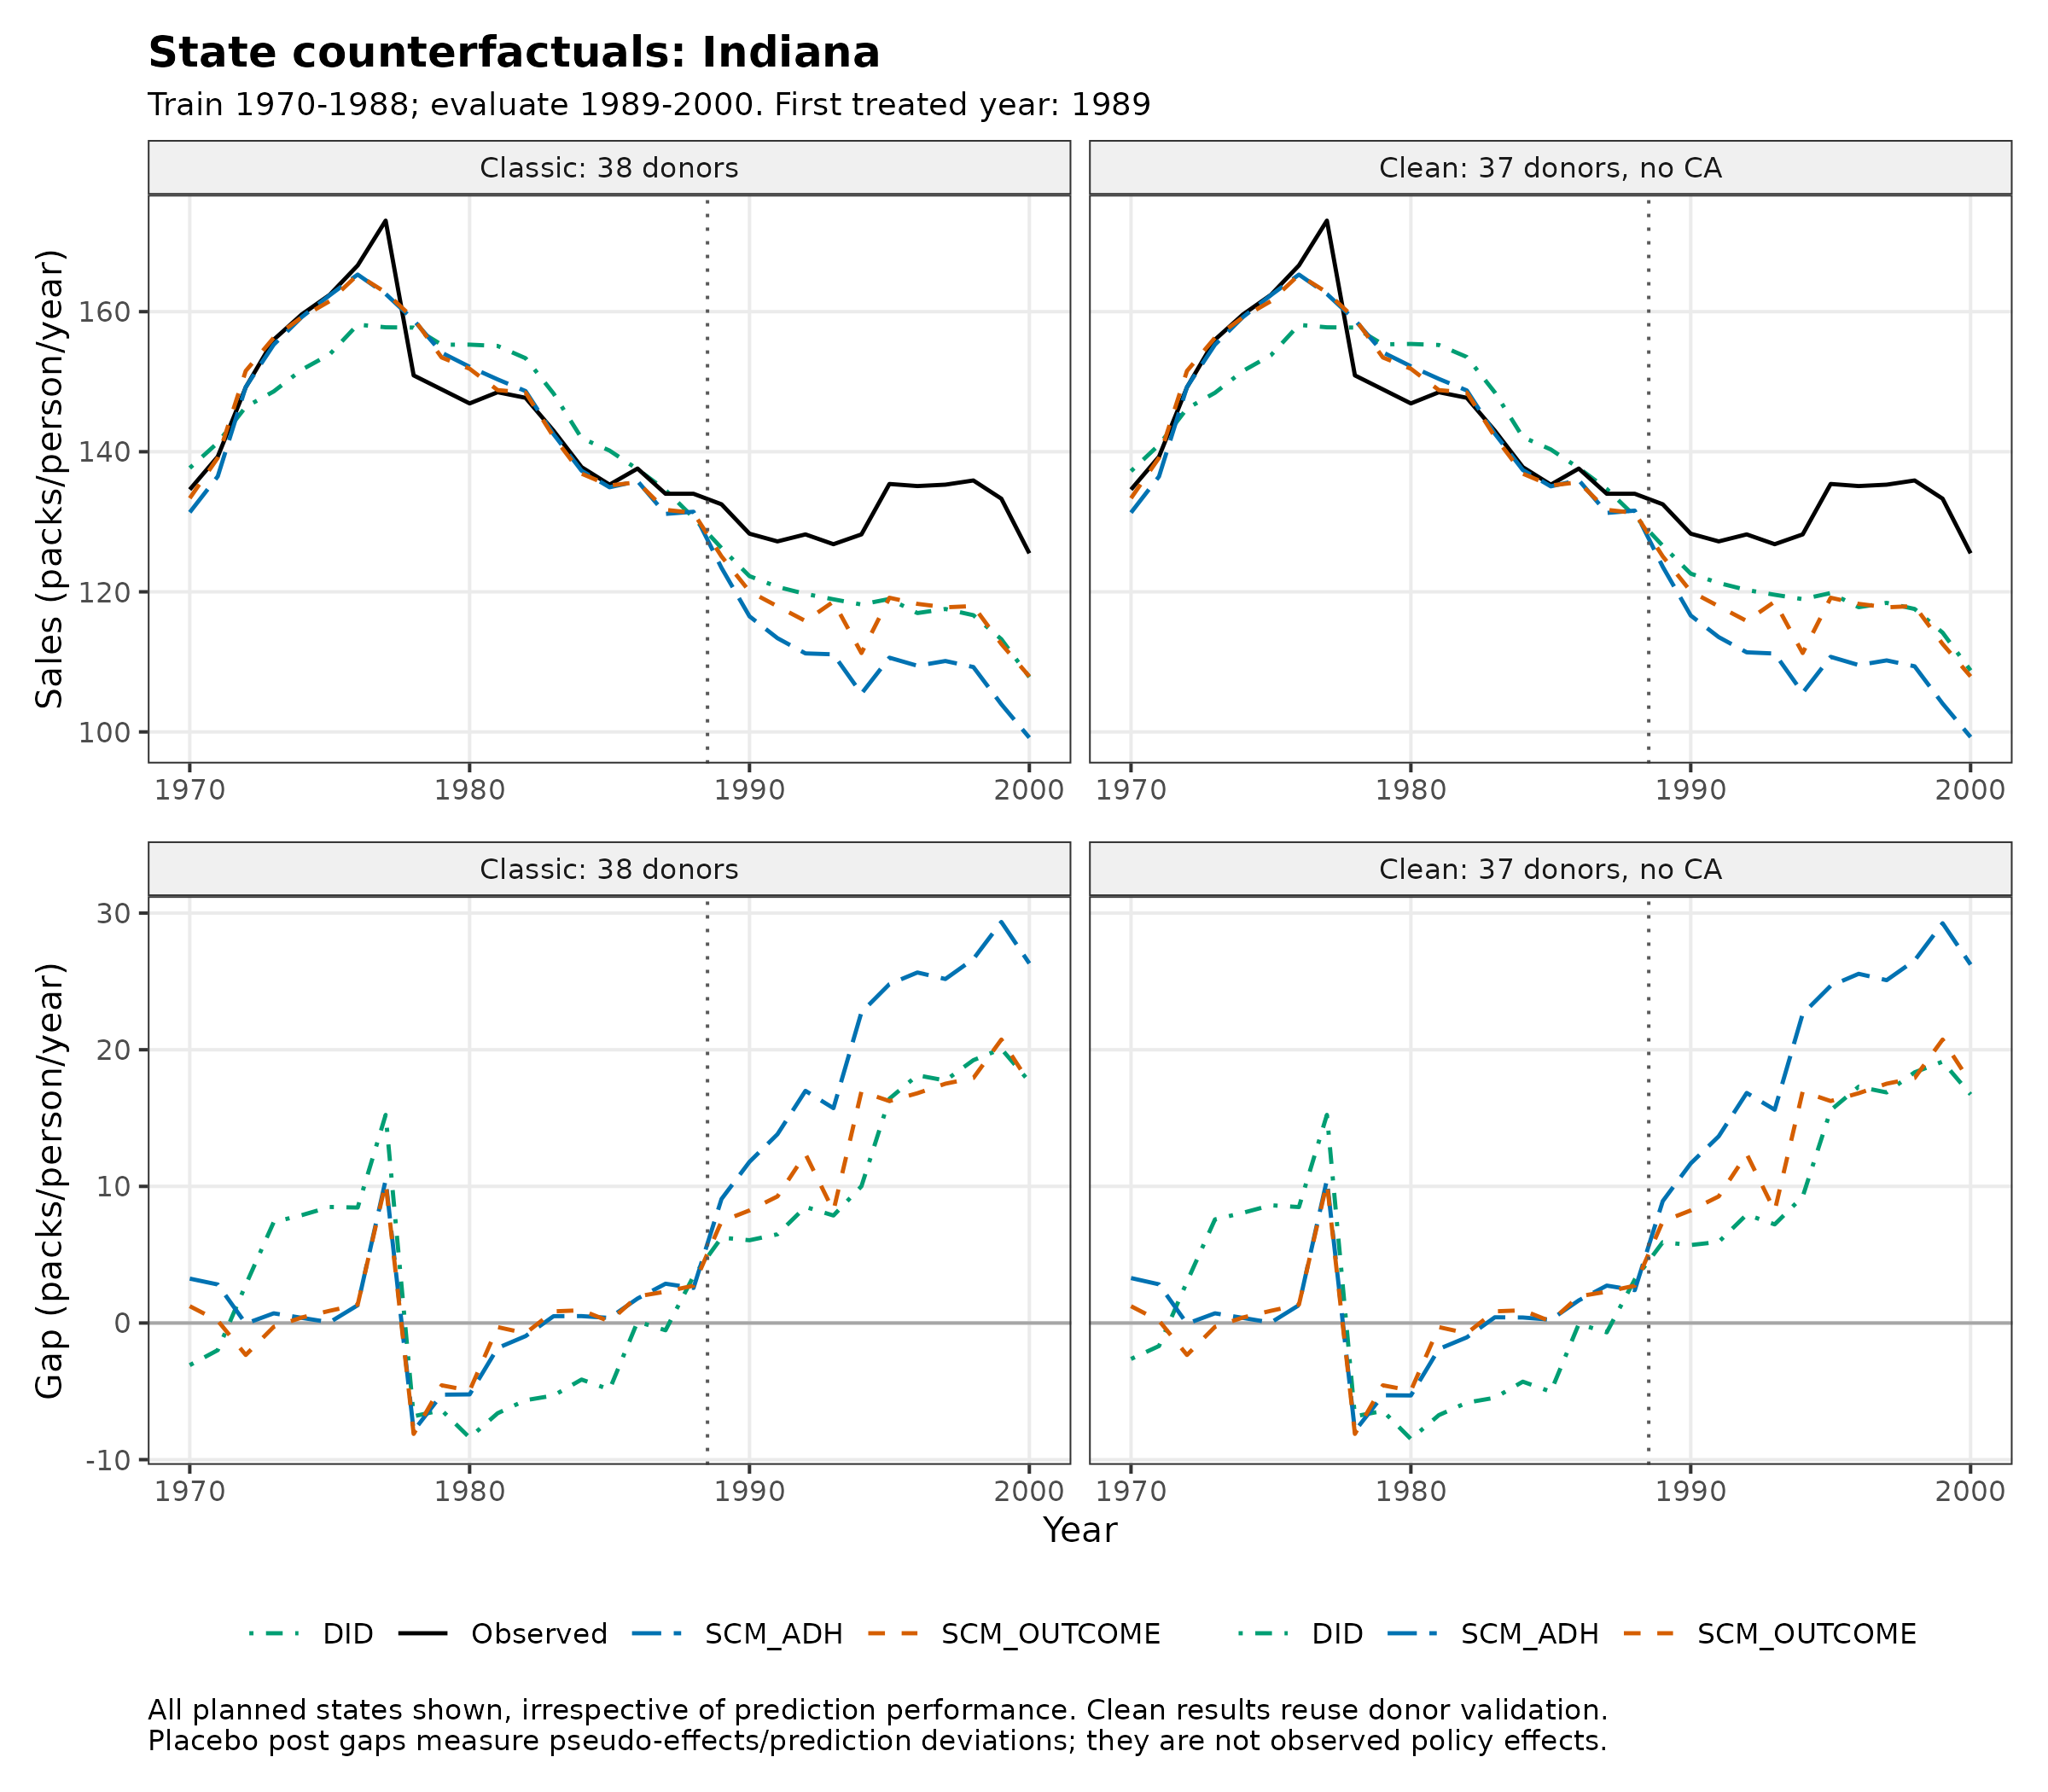 State counterfactuals: Indiana
Train 1970-1988; evaluate 1989-2000. First treated year: 1989
Classic: 38 donors
Clean: 37 donors, no CA
Sales (packs/person/year)
160
140
120
100
1970
1980
1990
2000
1970
1980
1990
2000
Classic: 38 donors
Clean: 37 donors, no CA
Gap (packs/person/year)
30
20
10
0
-10
1970
1980
1990
2000
1970
1980
1990
2000
Year
DID
Observed
SCM_ADH
SCM_OUTCOME
DID
SCM_ADH
SCM_OUTCOME
All planned states shown, irrespective of prediction performance. Clean results reuse donor validation.
Placebo post gaps measure pseudo-effects/prediction deviations; they are not observed policy effects.